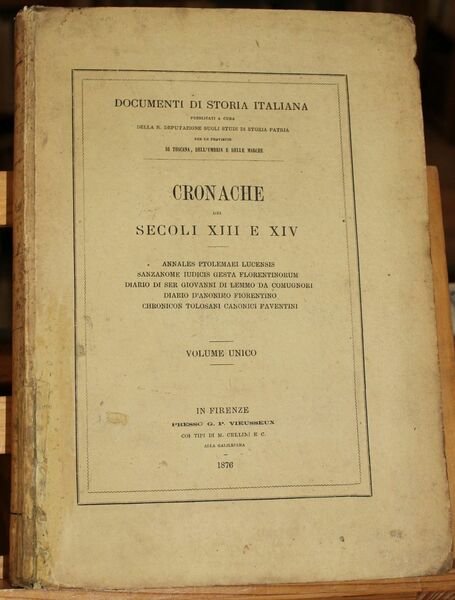 DOCUMENTI DI STORIA ITALIANA
PUBBLICATI A CURA
DELLA R. DEPUTAZIONE SUGLI STUDI DI STORIA PATRIA
PER LE PROVINCIE
DI TOSCANA, DELL'UMBRIA E DELLE MARCHE
CRONACHE
DEI
SECOLI XIII E XIV
ANNALES PTOLEMAEI LUCENSIS
SANZANOME IUDICIS GESTA FLORENTINORUM
DIARIO DI SER GIOVANNI DI LEMMO DA COMUGNORI
DIARIO D'ANONIMO FIORENTINO
CHRONICON TOLOSANI CANONICI FAVENTINI
VOLUME UNICO
IN FIRENZE
PRESSO G. P. VIEUSSEUX
COI TIPI DI M. CELLINI E C.
ALLA GALILEIANA
1876